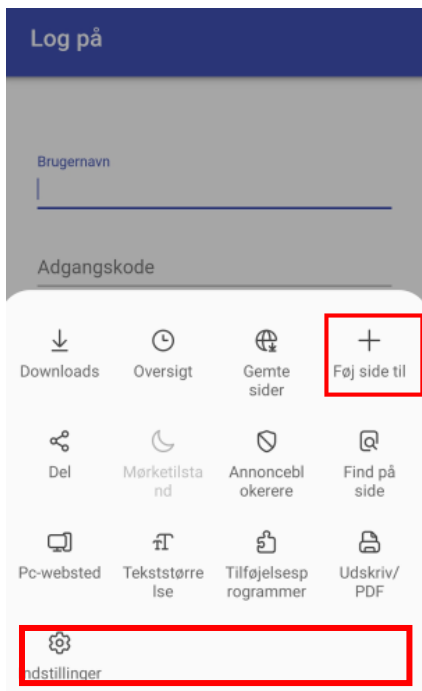 Log på
Brugernavn
Adgangskode
Downloads
Oversigt
Gemte
sider
Føj side til
Del
Mørketilsta
nd
Annoncebl
okerere
Find på
side
Pc-websted
Tekststørre
lse
Tilføjelsesp
rogrammer
Udskriv/
PDF
ndstillinger